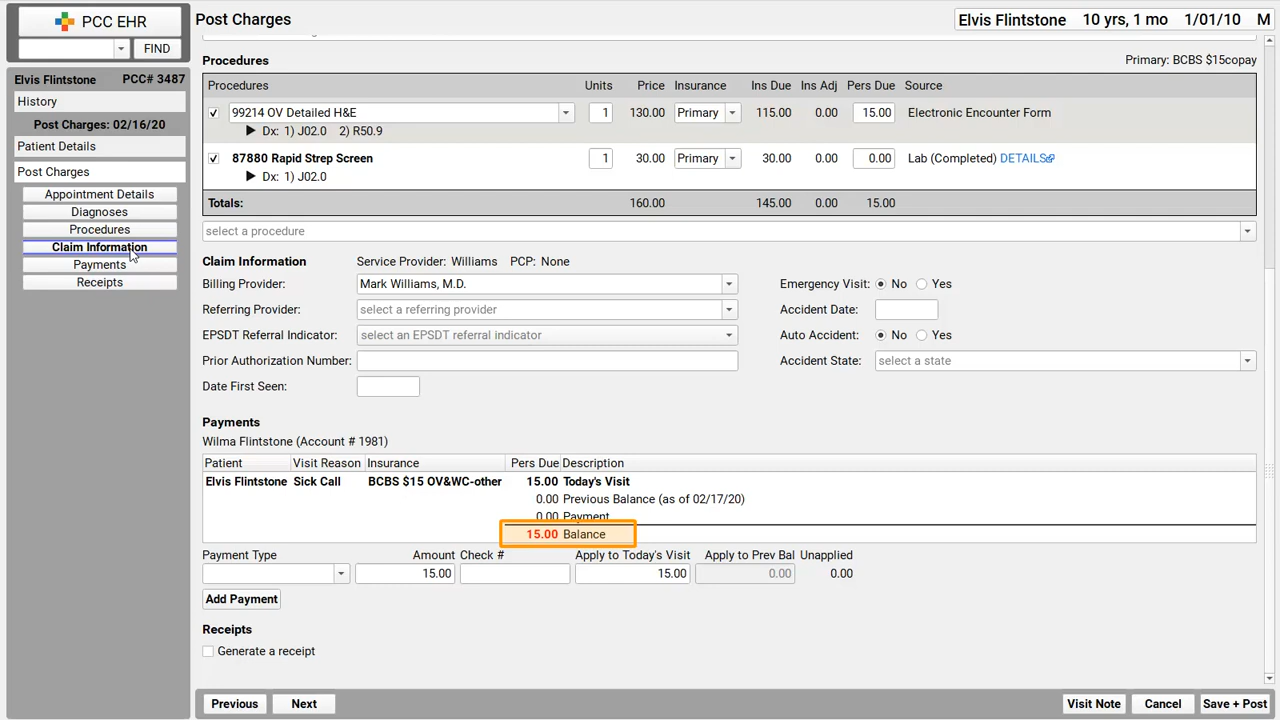 PCC EHR
Post Charges
Elvis Flintstone 10 yrs, 1 mo 1/01/10 M
FIND
Elvis Flintstone PCC# 3487
History
Post Charges: 02/16/20
Patient Details
Post Charges
Appointment Details
Diagnoses
Procedures
Claim Information
Payments
Receipts
Procedures Primary: BCBS $15copay
Procedures Units Price Insurance Ins Due Ins Adj Pers Due Source
99214 OV Detailed H&E 1 130.00 Primary 115.00 0.00 15.00 Electronic Encounter Form
Dx: 1) J02.0 2) R50.9
87880 Rapid Strep Screen 1 30.00 Primary 30.00 0.00 0.00 Lab (Completed) DETAILS
Dx: 1) J02.0
Totals: 160.00 145.00 0.00 15.00
select a procedure
Claim Information Service Provider: Williams PCP: None
Billing Provider: Mark Williams, M.D. Emergency Visit: No Yes
Referring Provider: select a referring provider Accident Date:
EPSDT Referral Indicator: select an EPSDT referral indicator Auto Accident: No Yes
Prior Authorization Number: Accident State: select a state
Date First Seen:
Payments
Wilma Flintstone (Account # 1981)
Patient Visit Reason Insurance Pers Due Description
Elvis Flintstone Sick Call BCBS $15 OV&WC-other 15.00 Today's Visit
0.00 Previous Balance (as of 02/17/20)
0.00 Payment
15.00 Balance
Payment Type Amount Check # Apply to Today's Visit Apply to Prev Bal Unapplied
15.00 15.00 0.00 0.00
Add Payment
Receipts
Generate a receipt
Previous Next Visit Note Cancel Save + Post